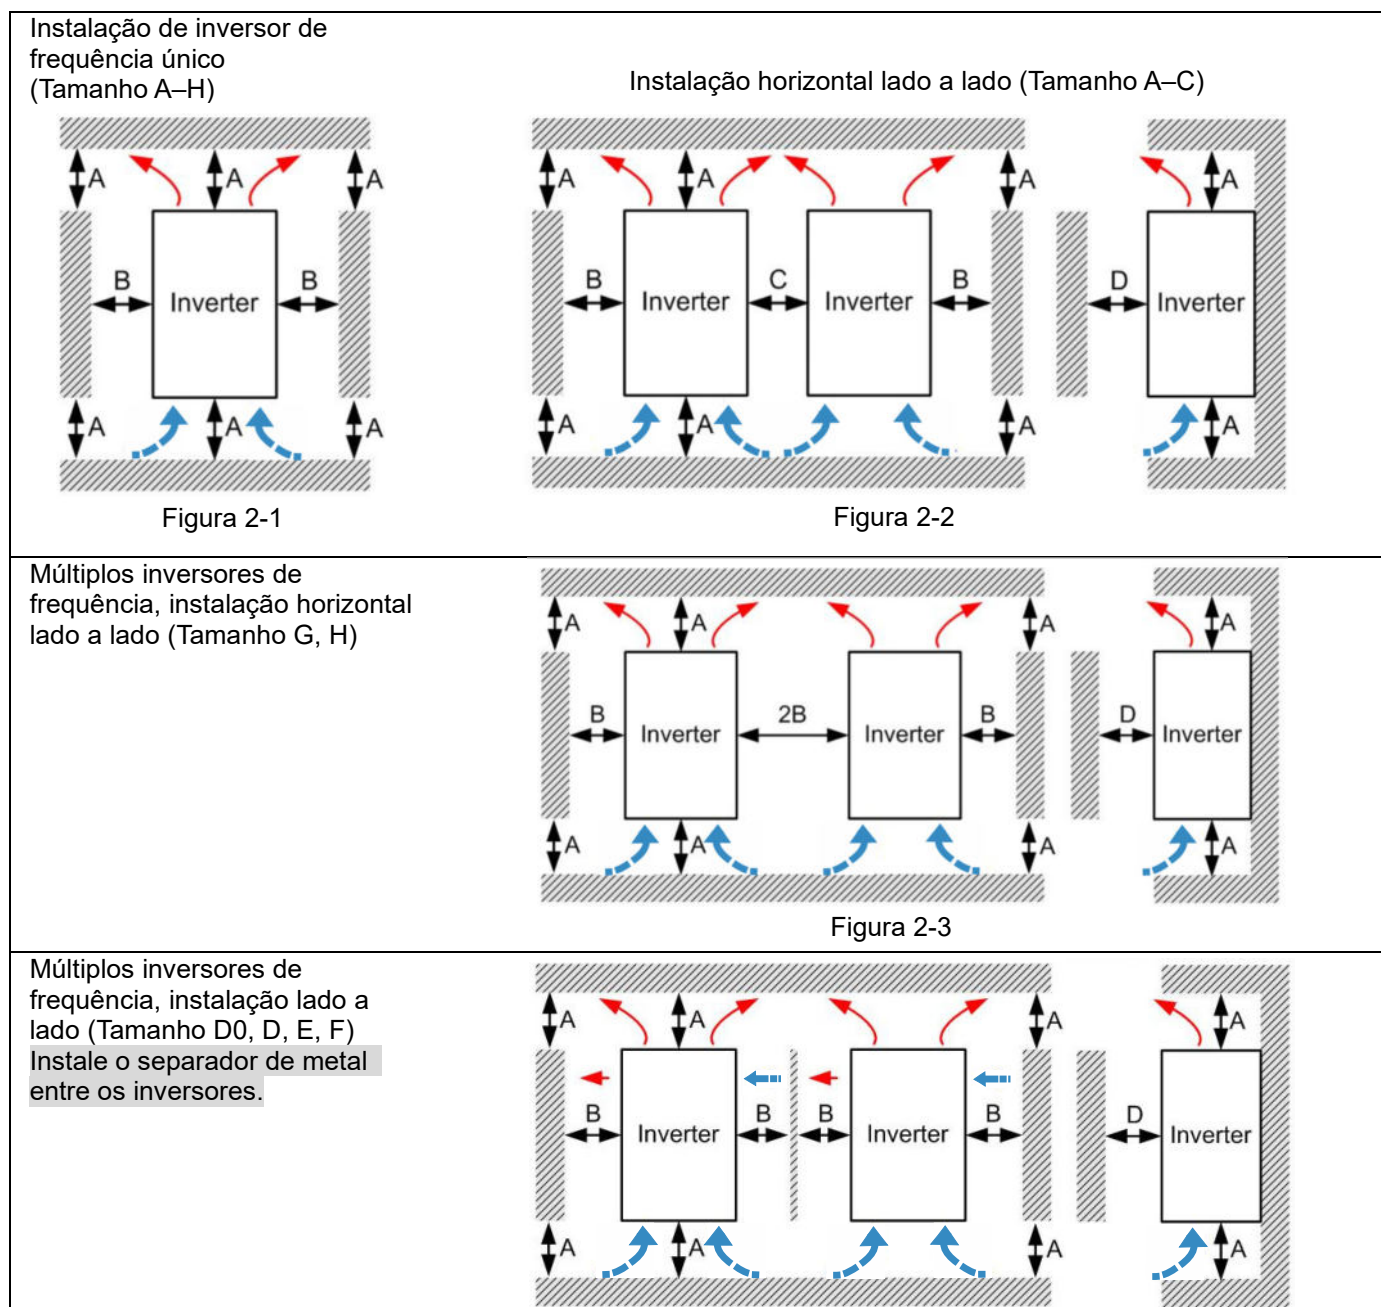 Instalação de inversor de
frequência único
(Tamanho A–H)
Instalação horizontal lado a lado (Tamanho A–C)
A A A
B Inverter B
A A A
Figura 2-1
A A A A
B Inverter C Inverter B D Inverter
A A A A
Figura 2-2
Múltiplos inversores de
frequência, instalação horizontal
lado a lado (Tamanho G, H)
A A A A
B Inverter 2B Inverter B D Inverter
A A A A
Figura 2-3
Múltiplos inversores de
frequência, instalação lado a
lado (Tamanho D0, D, E, F)
Instale o separador de metal
entre os inversores.
A A A A
B Inverter B B Inverter B D Inverter
A A A A